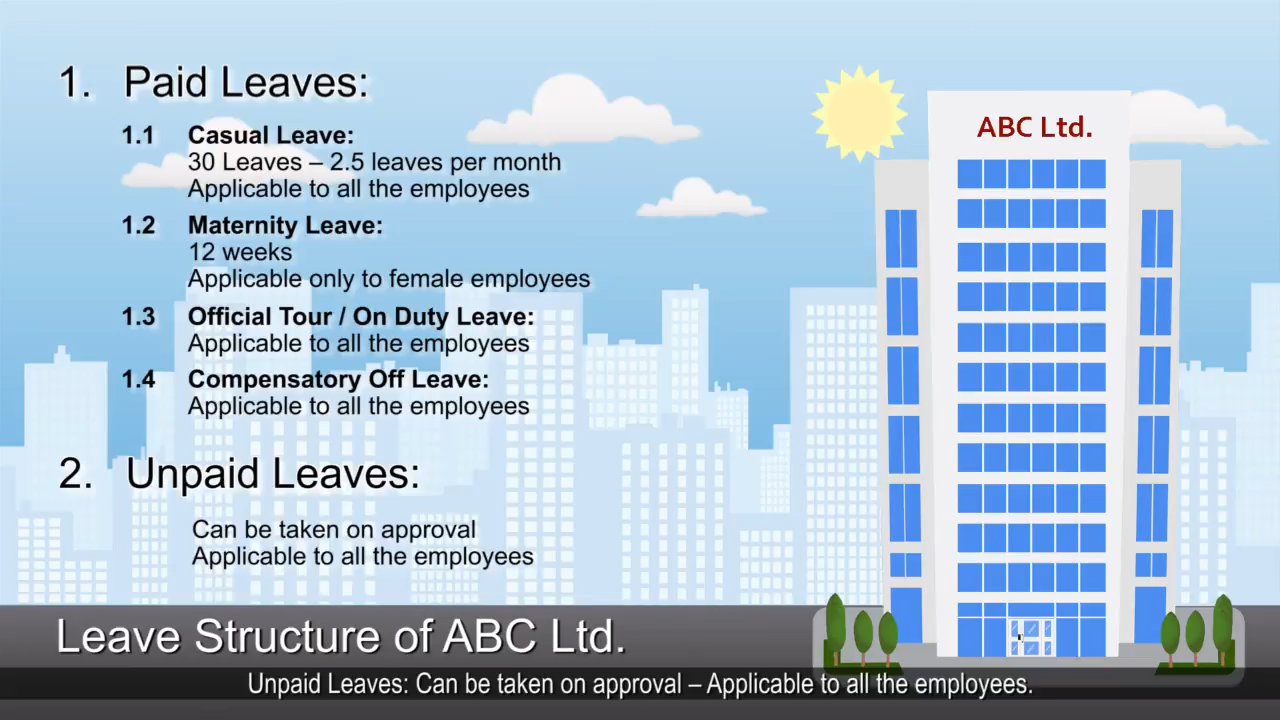 1. Paid Leaves:
1.1 Casual Leave:
30 Leaves – 2.5 leaves per month
Applicable to all the employees
1.2 Maternity Leave:
12 weeks
Applicable only to female employees
1.3 Official Tour / On Duty Leave:
Applicable to all the employees
1.4 Compensatory Off Leave:
Applicable to all the employees
2. Unpaid Leaves:
Can be taken on approval
Applicable to all the employees
ABC Ltd.
Leave Structure of ABC Ltd.
Unpaid Leaves: Can be taken on approval – Applicable to all the employees.